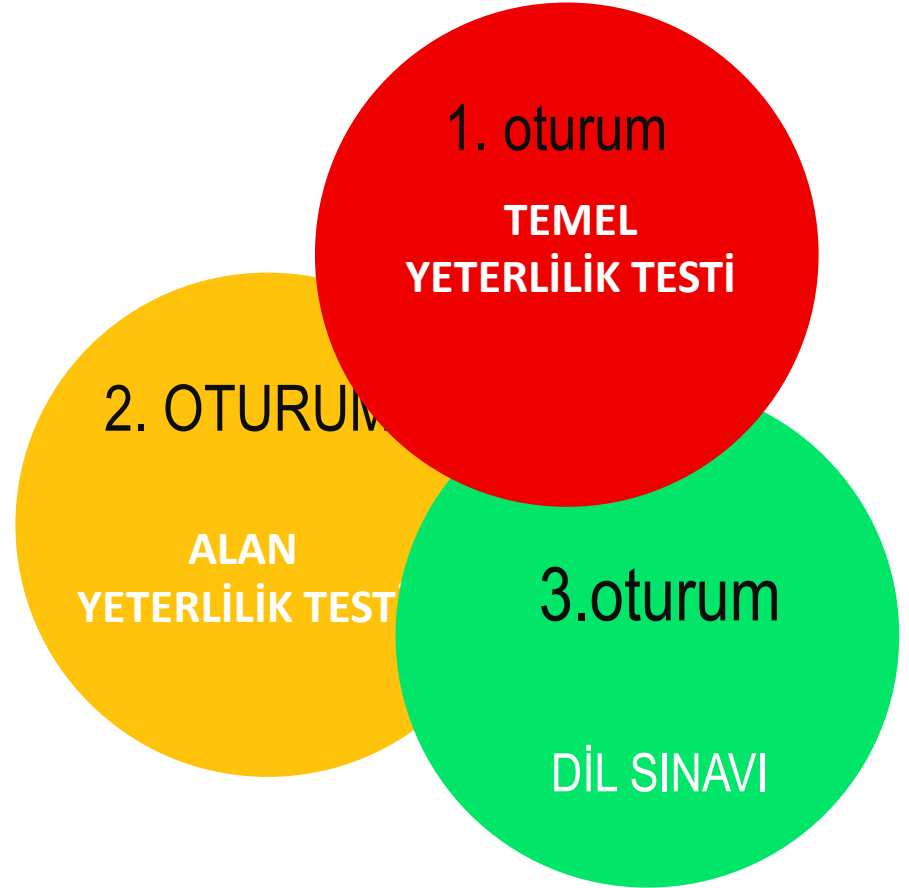 1. oturum
TEMEL
YETERLİLİK TESTİ
2. OTURUM
ALAN
YETERLİLİK TESTİ
3.oturum
DİL SINAVI